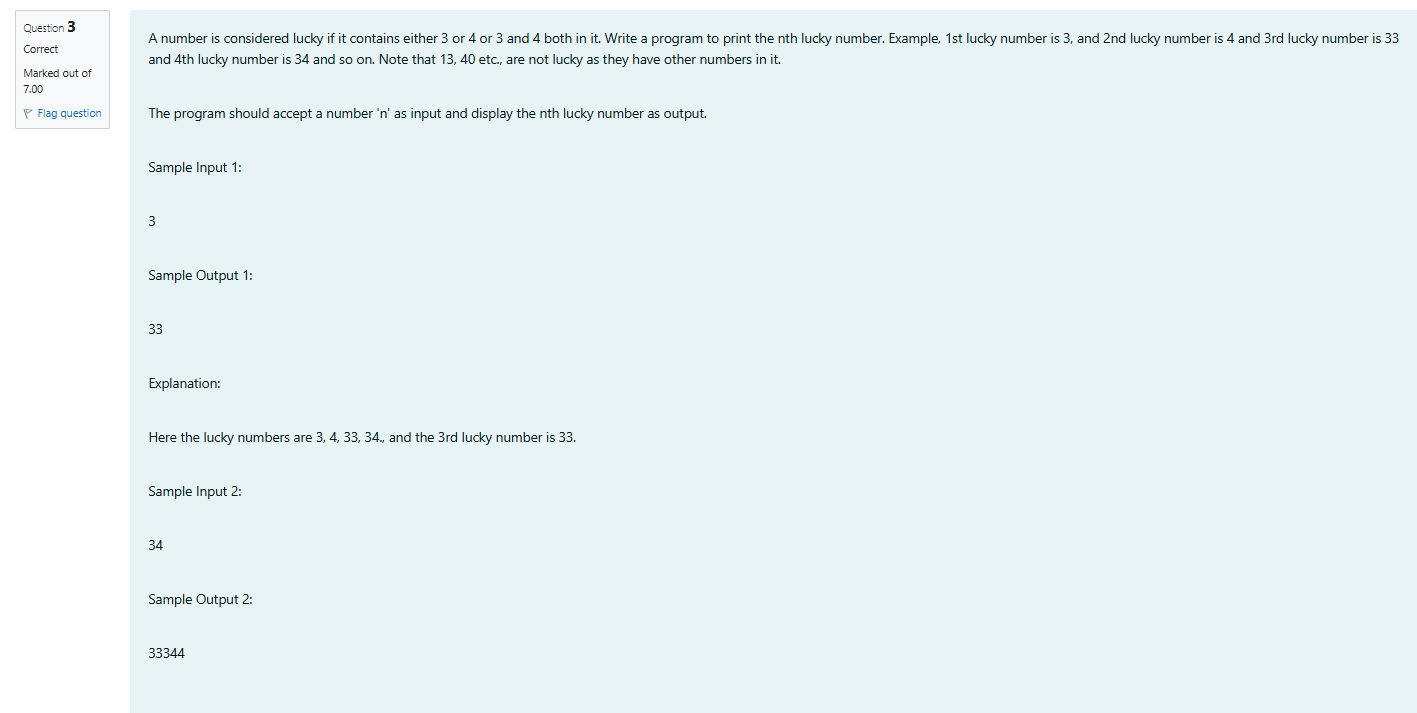 Question 3
Correct
Marked out of
7.00
Flag question
A number is considered lucky if it contains either 3 or 4 or 3 and 4 both in it. Write a program to print the nth lucky number. Example, 1st lucky number is 3, and 2nd lucky number is 4 and 3rd lucky number is 33
and 4th lucky number is 34 and so on. Note that 13, 40 etc., are not lucky as they have other numbers in it.
The program should accept a number 'n' as input and display the nth lucky number as output.
Sample Input 1:
3
Sample Output 1:
33
Explanation:
Here the lucky numbers are 3, 4, 33, 34., and the 3rd lucky number is 33.
Sample Input 2:
34
Sample Output 2:
33344